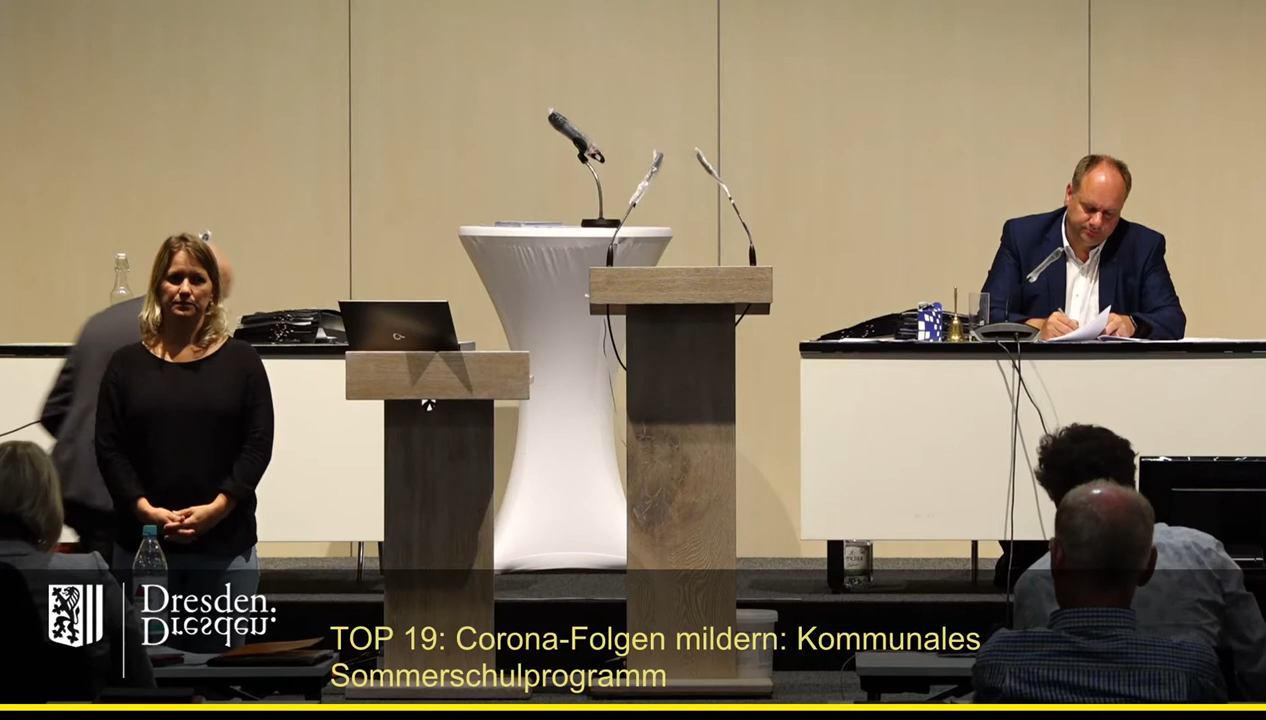 Dresden.
Dresden.
TOP 19: Corona-Folgen mildern: Kommunales
Sommerschulprogramm